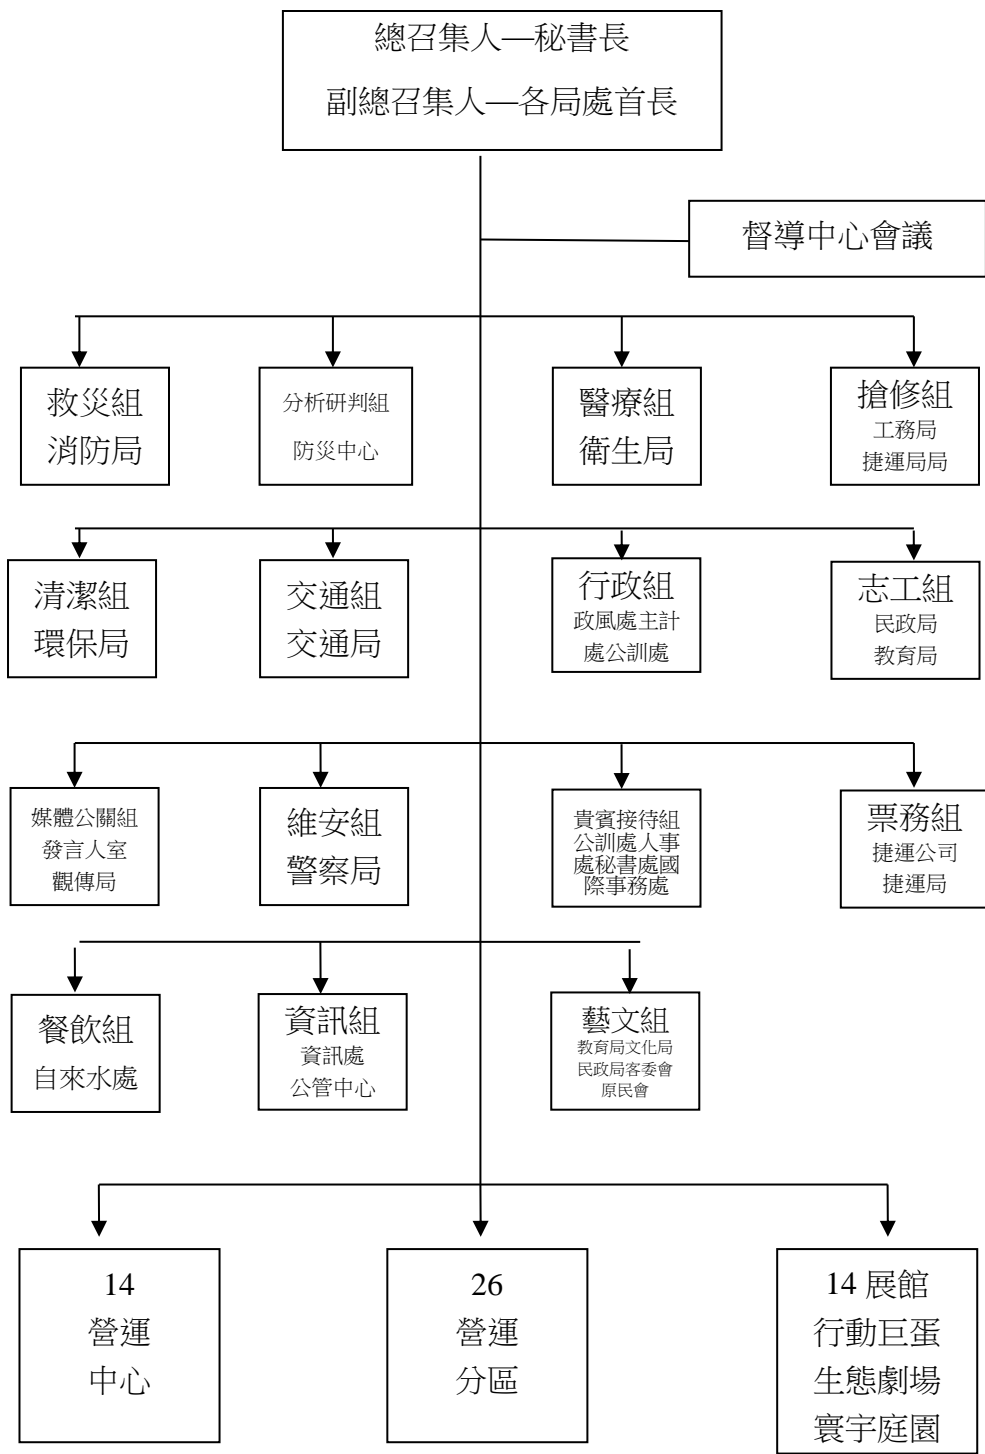 總召集人—秘書長
副總召集人—各局處首長
督導中心會議
救災組
消防局
分析研判組
防災中心
醫療組
衛生局
搶修組
工務局
捷運局局
清潔組
環保局
交通組
交通局
行政組
政風處主計
處公訓處
志工組
民政局
教育局
媒體公關組
發言人室
觀傳局
維安組
警察局
貴賓接待組
公訓處人事
處秘書處國
際事務處
票務組
捷運公司
捷運局
餐飲組
自來水處
資訊組
資訊處
公管中心
藝文組
教育局文化局
民政局客委會
原民會
14
營運
中心
26
營運
分區
14 展館
行動巨蛋
生態劇場
寰宇庭園